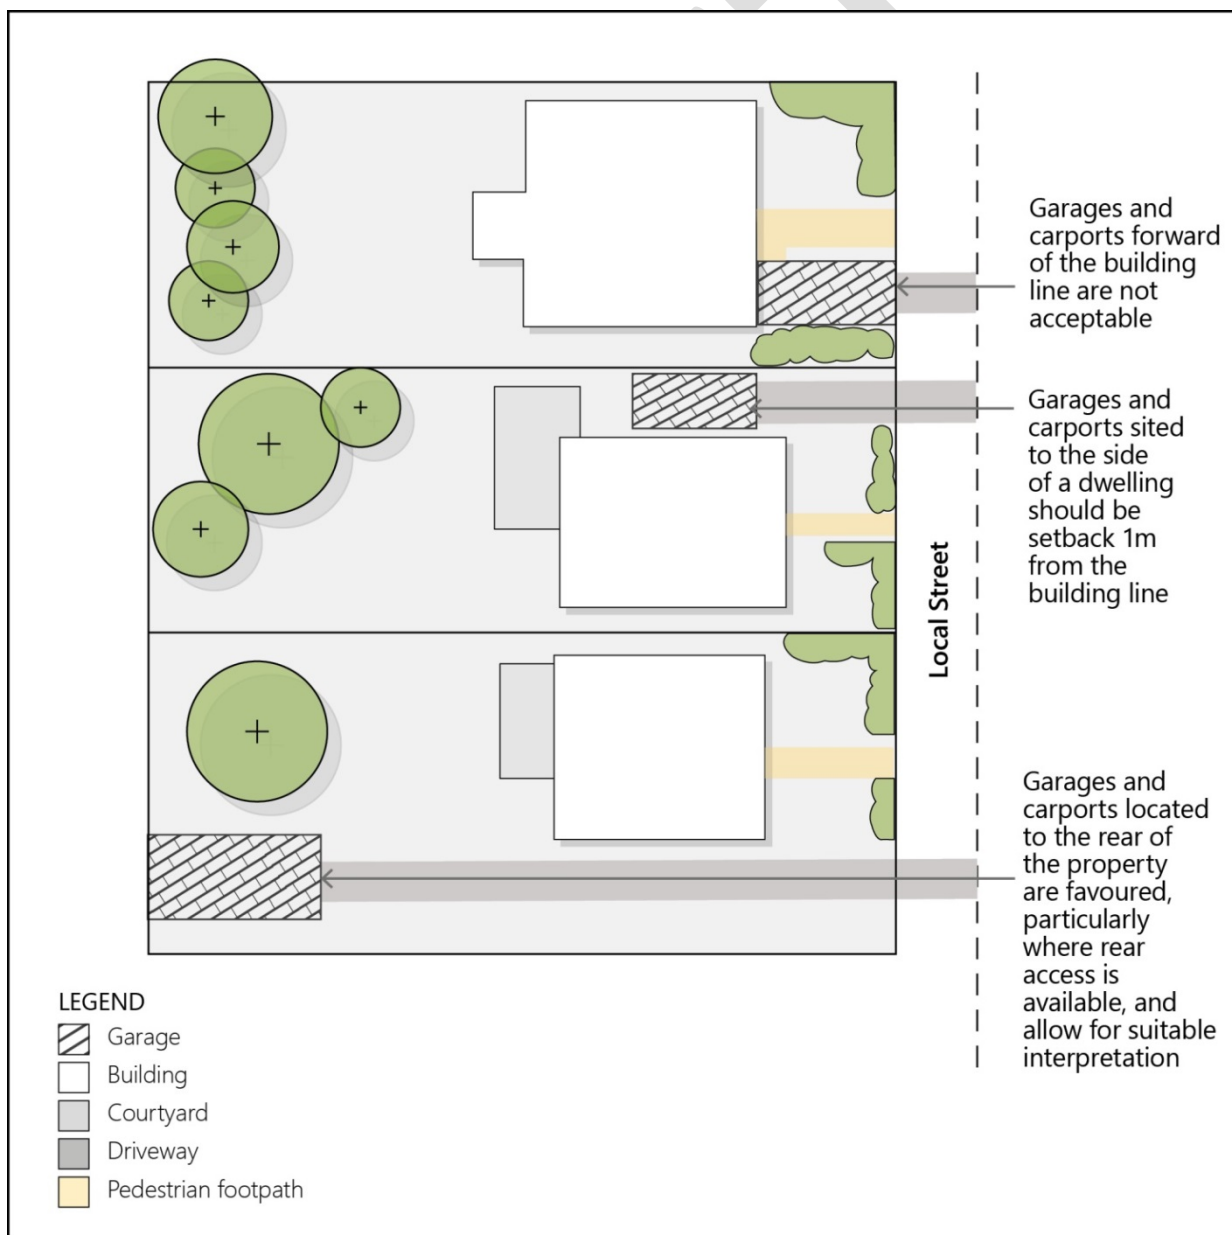 Garages and
carports forward
of the building
line are not
acceptable
Garages and
carports sited
to the side
of a dwelling
should be
setback 1m
from the
building line
Local Street
Garages and
carports located
to the rear of
the property
are favoured,
particularly
where rear
access is
available, and
allow for suitable
interpretation
LEGEND
Garage
Building
Courtyard
Driveway
Pedestrian footpath